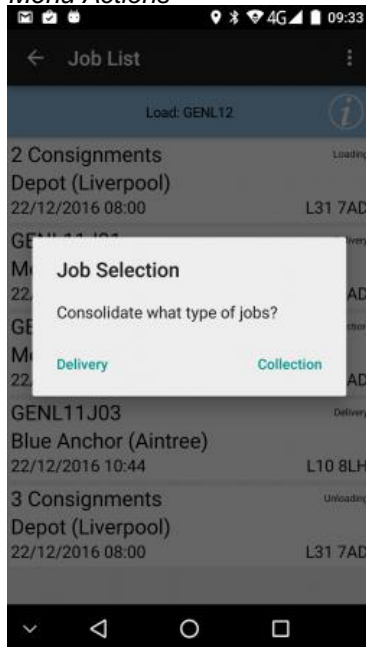 Menu Actions
4G 09:33
Job List
Load: GENL12
2 Consignments Loading
Depot (Liverpool)
22/12/2016 08:00 L31 7AD
Job Selection
Consolidate what type of jobs?
Delivery Collection
GENL11J03 Delivery
Blue Anchor (Aintree)
22/12/2016 10:44 L10 8LH
3 Consignments Unloading
Depot (Liverpool)
22/12/2016 08:00 L31 7AD